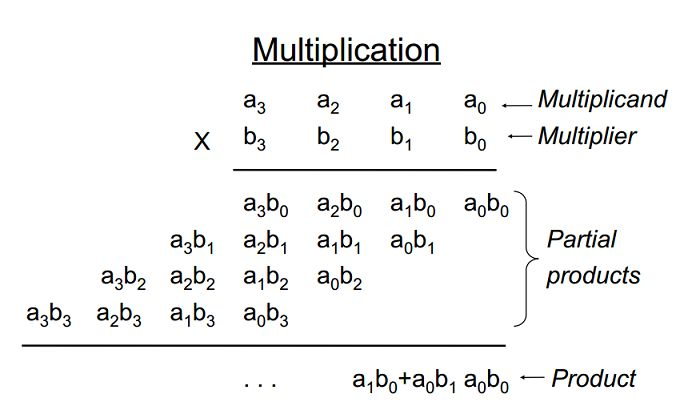 Multiplication
a₃ a₂ a₁ a₀ ← Multiplicand
X b₃ b₂ b₁ b₀ ← Multiplier
a₃b₀ a₂b₀ a₁b₀ a₀b₀
a₃b₁ a₂b₁ a₁b₁ a₀b₁ Partial
a₃b₂ a₂b₂ a₁b₂ a₀b₂ products
a₃b₃ a₂b₃ a₁b₃ a₀b₃
. . . a₁b₀+a₀b₁ a₀b₀ ← Product